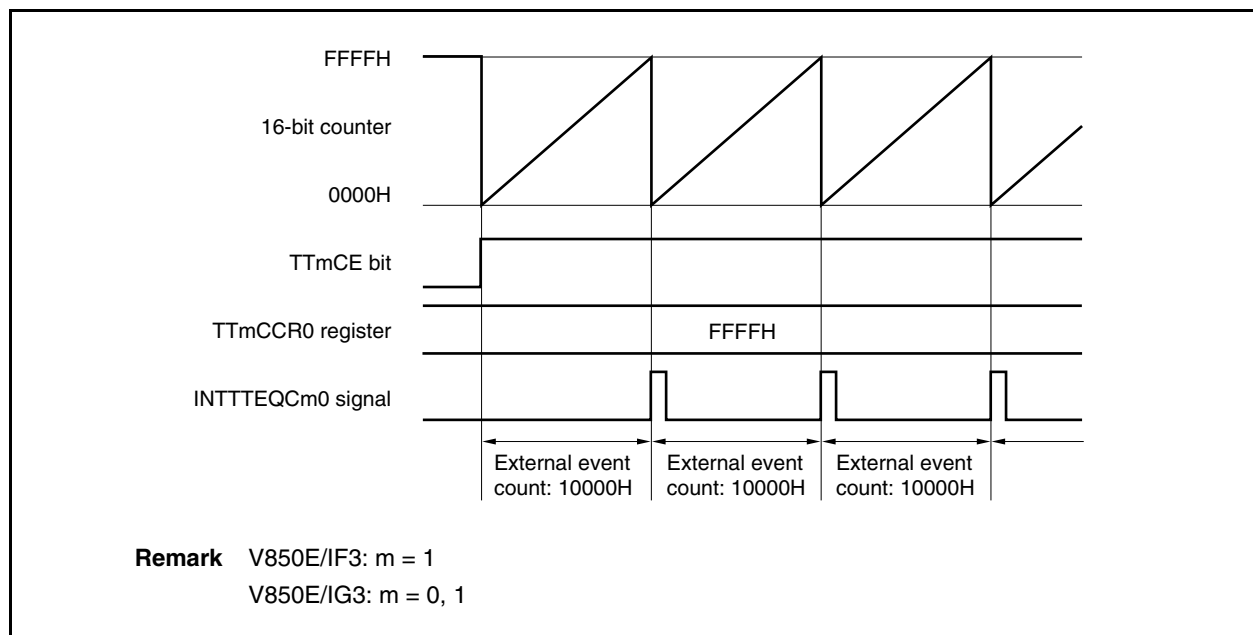 FFFFH
16-bit counter
0000H
TTmCE bit
TTmCCR0 register
FFFFH
INTTTEQCm0 signal
External event
count: 10000H
External event
count: 10000H
External event
count: 10000H
Remark V850E/IF3: m = 1
V850E/IG3: m = 0, 1